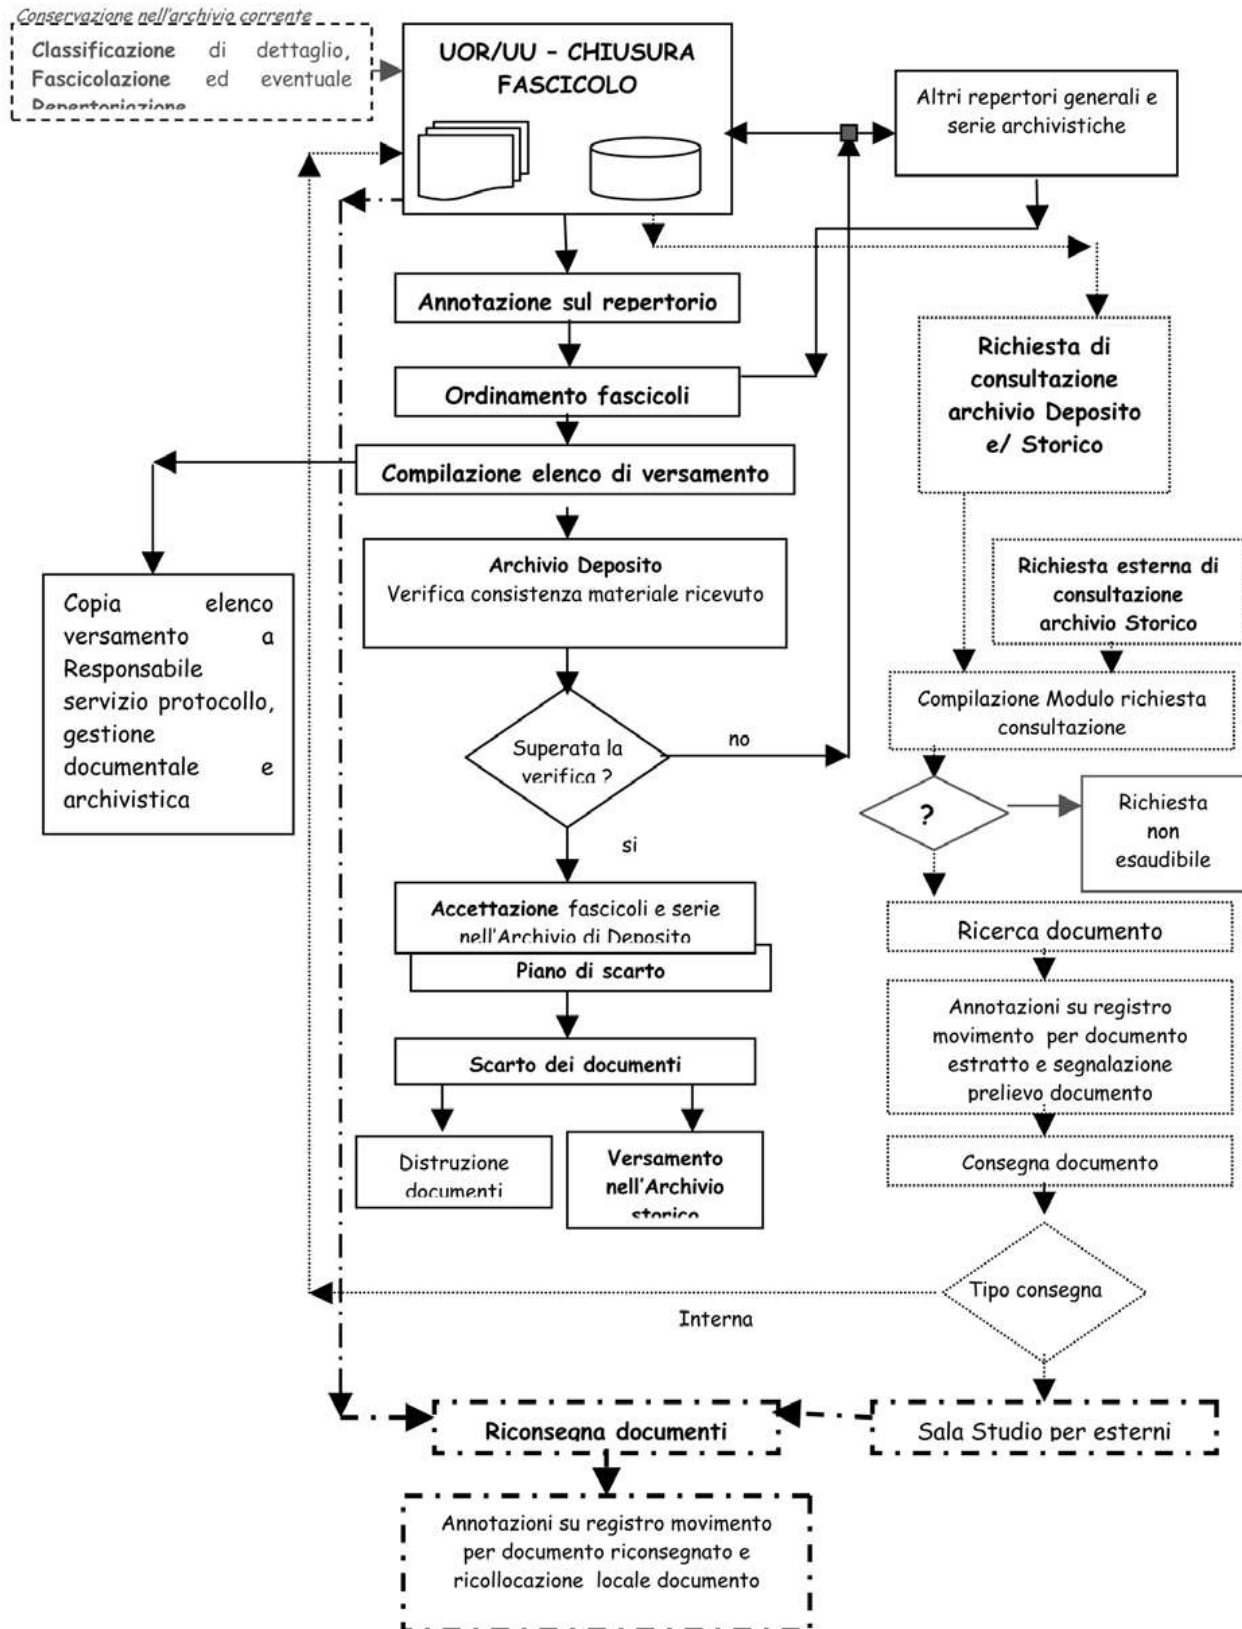 Conservazione nell'archivio corrente
Classificazione di dettaglio,
Fascicolazione ed eventuale
Repertoriazione
UOR/UU – CHIUSURA
FASCICOLO
Altri repertori generali e
serie archivistiche
Annotazione sul repertorio
Ordinamento fascicoli
Compilazione elenco di versamento
Richiesta di
consultazione
archivio Deposito
e/ Storico
Archivio Deposito
Verifica consistenza materiale ricevuto
Richiesta esterna di
consultazione
archivio Storico
Copia elenco
versamento a
Responsabile
servizio protocollo,
gestione
documentale e
archivistica
Compilazione Modulo richiesta
consultazione
Superata la
verifica ?
no
si
?
Richiesta
non
esaudibile
Accettazione fascicoli e serie
nell'Archivio di Deposito
Piano di scarto
Ricerca documento
Annotazioni su registro
movimento per documento
estratto e segnalazione
prelievo documento
Scarto dei documenti
Distruzione
documenti
Versamento
nell'Archivio
storico
Consegna documento
Tipo consegna
Interna
Riconsegna documenti
Sala Studio per esterni
Annotazioni su registro movimento
per documento riconsegnato e
ricollocazione locale documento